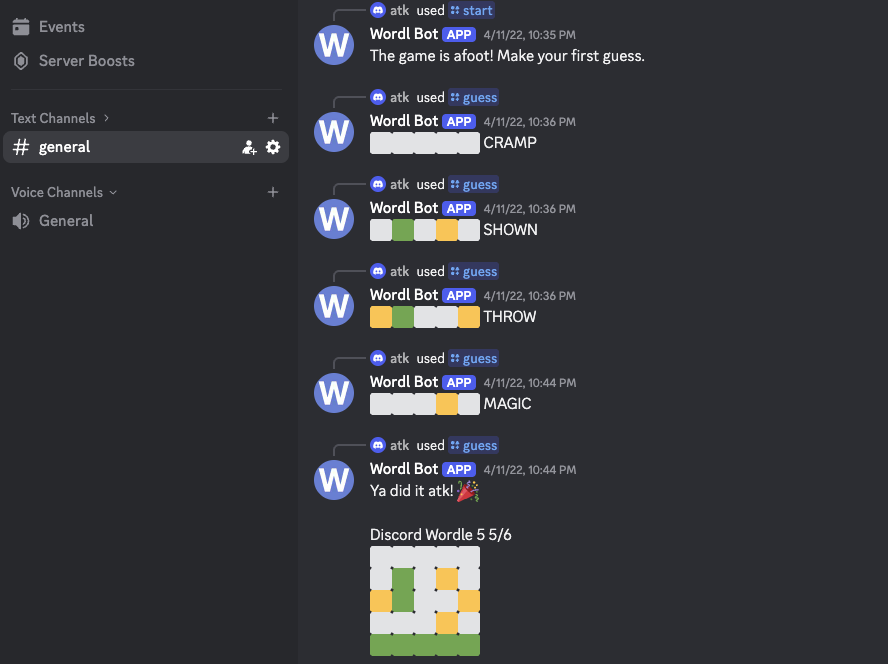 Events
Server Boosts
Text Channels
general
Voice Channels
General
atk used start
Wordl Bot APP 4/11/22, 10:35 PM
The game is afoot! Make your first guess.
atk used guess
Wordl Bot APP 4/11/22, 10:36 PM
CRAMP
atk used guess
Wordl Bot APP 4/11/22, 10:36 PM
SHOWN
atk used guess
Wordl Bot APP 4/11/22, 10:36 PM
THROW
atk used guess
Wordl Bot APP 4/11/22, 10:44 PM
MAGIC
atk used guess
Wordl Bot APP 4/11/22, 10:44 PM
Ya did it atk! 🎉
Discord Wordle 5 5/6
W
W
W
W
W
W